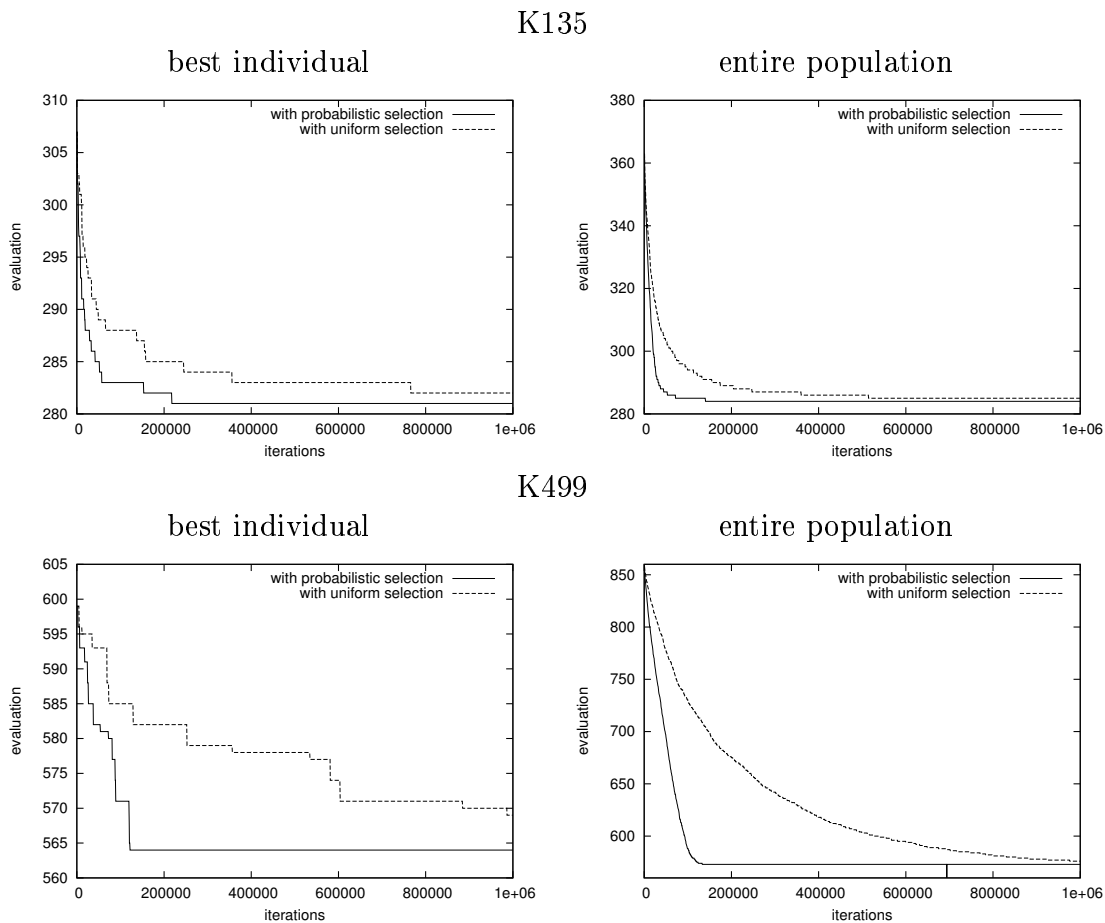 K135
best individual
entire population
310
305
300
295
290
285
280
evaluation
with probabilistic selection
with uniform selection
0 200000 400000 600000 800000 1e+06
iterations
380
360
340
320
300
280
evaluation
with probabilistic selection
with uniform selection
0 200000 400000 600000 800000 1e+06
iterations
K499
best individual
entire population
605
600
595
590
585
580
575
570
565
560
evaluation
with probabilistic selection
with uniform selection
0 200000 400000 600000 800000 1e+06
iterations
850
800
750
700
650
600
evaluation
with probabilistic selection
with uniform selection
0 200000 400000 600000 800000 1e+06
iterations